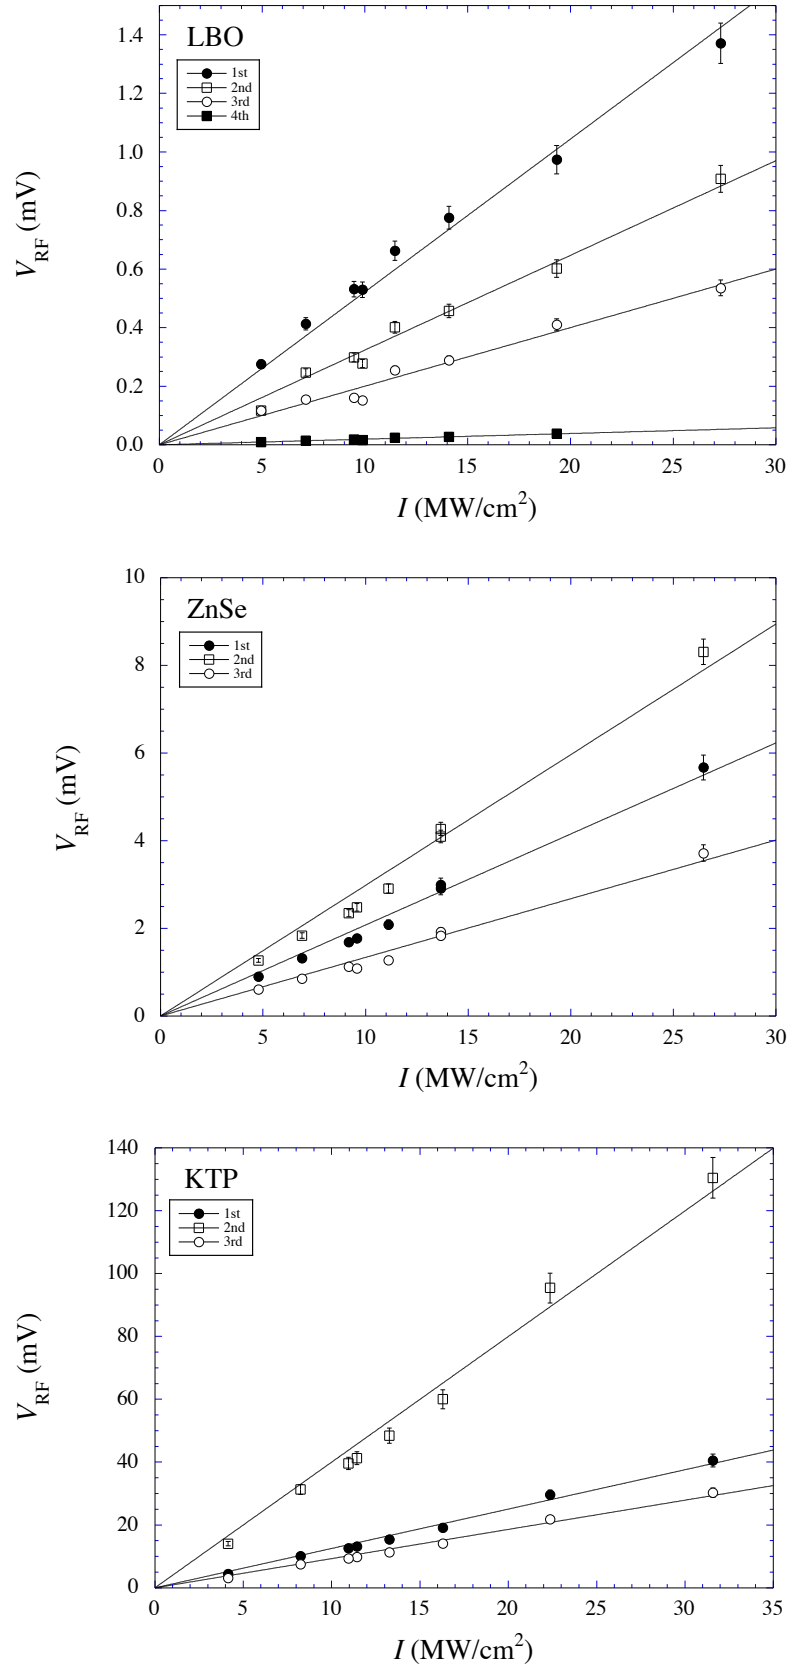 LBO
1st
2nd
3rd
4th
1.4
1.2
1.0
0.8
0.6
0.4
0.2
0.0
V_RF (mV)
0 5 10 15 20 25 30
I (MW/cm²)
ZnSe
1st
2nd
3rd
10
8
6
4
2
0
V_RF (mV)
0 5 10 15 20 25 30
I (MW/cm²)
KTP
1st
2nd
3rd
140
120
100
80
60
40
20
0
V_RF (mV)
0 5 10 15 20 25 30 35
I (MW/cm²)